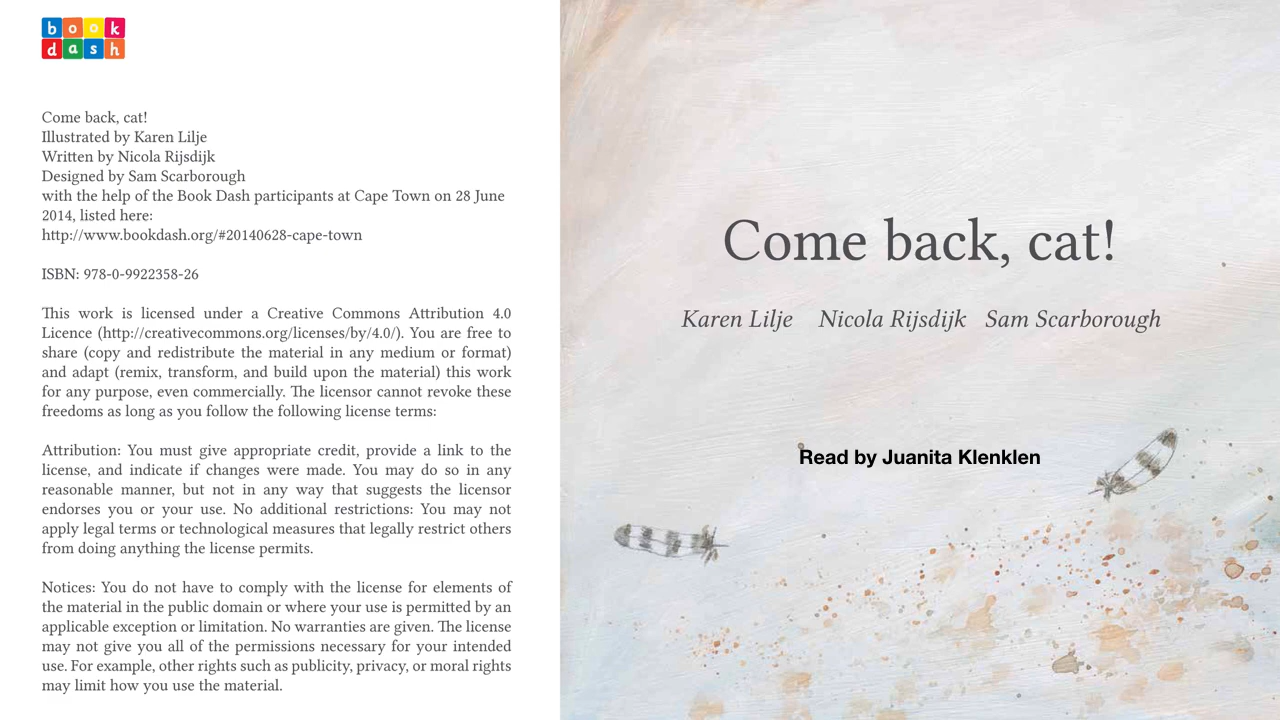 book
dash
Come back, cat!
Illustrated by Karen Lilje
Written by Nicola Rijsdijk
Designed by Sam Scarborough
with the help of the Book Dash participants at Cape Town on 28 June
2014, listed here:
http://www.bookdash.org/#20140628-cape-town
ISBN: 978-0-9922358-26
This work is licensed under a Creative Commons Attribution 4.0
Licence (http://creativecommons.org/licenses/by/4.0/). You are free to
share (copy and redistribute the material in any medium or format)
and adapt (remix, transform, and build upon the material) this work
for any purpose, even commercially. The licensor cannot revoke these
freedoms as long as you follow the following license terms:
Attribution: You must give appropriate credit, provide a link to the
license, and indicate if changes were made. You may do so in any
reasonable manner, but not in any way that suggests the licensor
endorses you or your use. No additional restrictions: You may not
apply legal terms or technological measures that legally restrict others
from doing anything the license permits.
Notices: You do not have to comply with the license for elements of
the material in the public domain or where your use is permitted by an
applicable exception or limitation. No warranties are given. The license
may not give you all of the permissions necessary for your intended
use. For example, other rights such as publicity, privacy, or moral rights
may limit how you use the material.
Come back, cat!
Karen Lilje Nicola Rijsdijk Sam Scarborough
Read by Juanita Klenklen